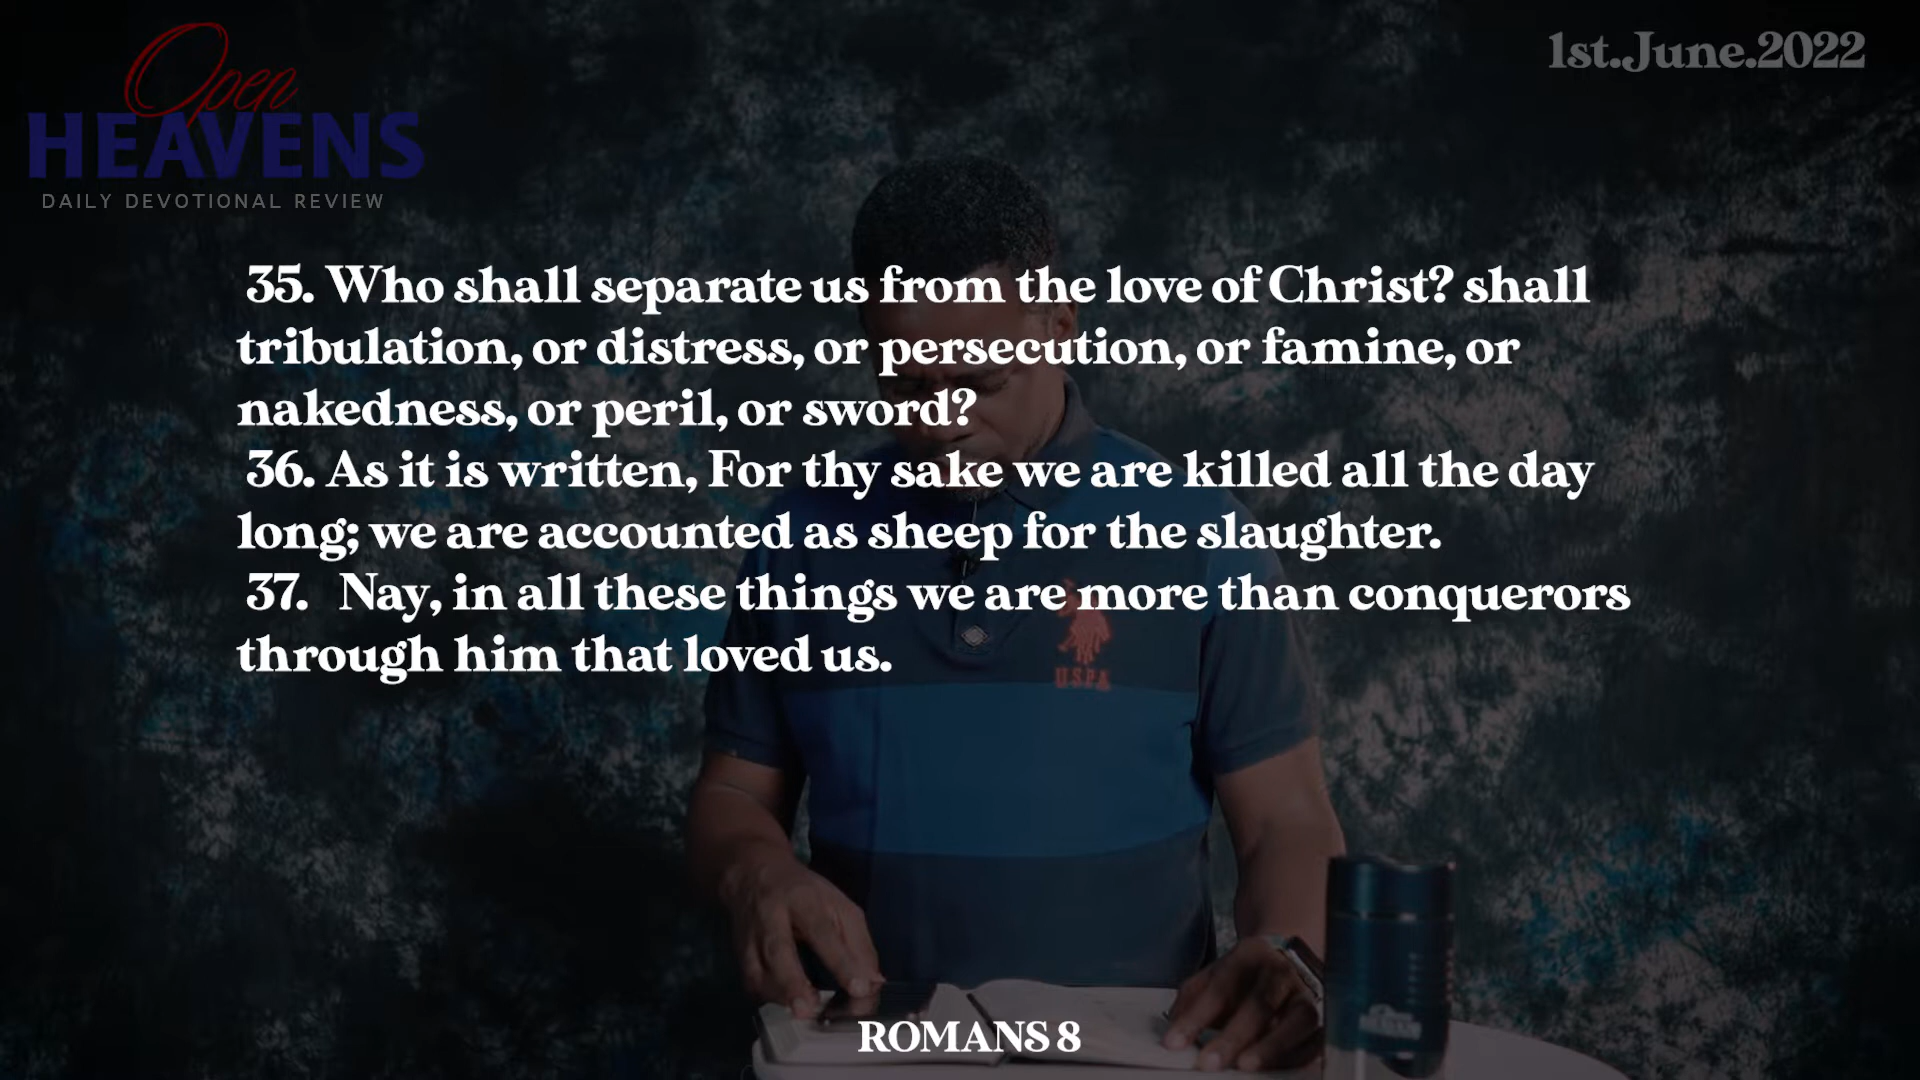 Open
HEAVENS
DAILY DEVOTIONAL REVIEW
1st.June.2022
35. Who shall separate us from the love of Christ? shall
tribulation, or distress, or persecution, or famine, or
nakedness, or peril, or sword?
36. As it is written, For thy sake we are killed all the day
long; we are accounted as sheep for the slaughter.
37. Nay, in all these things we are more than conquerors
through him that loved us.
USPA
ROMANS 8